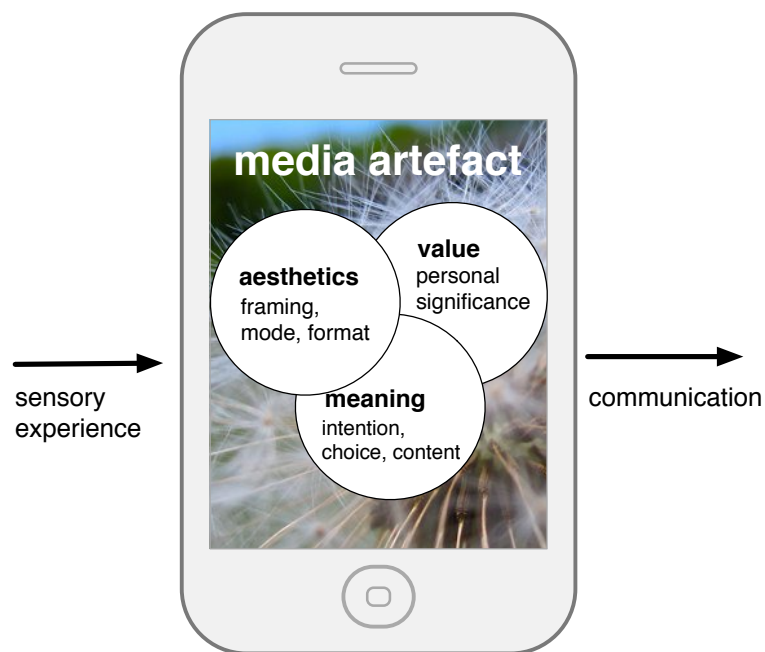 media artefact
aesthetics
framing,
mode, format
value
personal
significance
meaning
intention,
choice, content
sensory
experience
communication